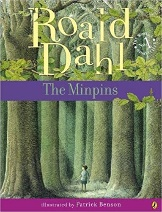 Roald
Dahl
The Minpins
Illustrated by Patrick Benson